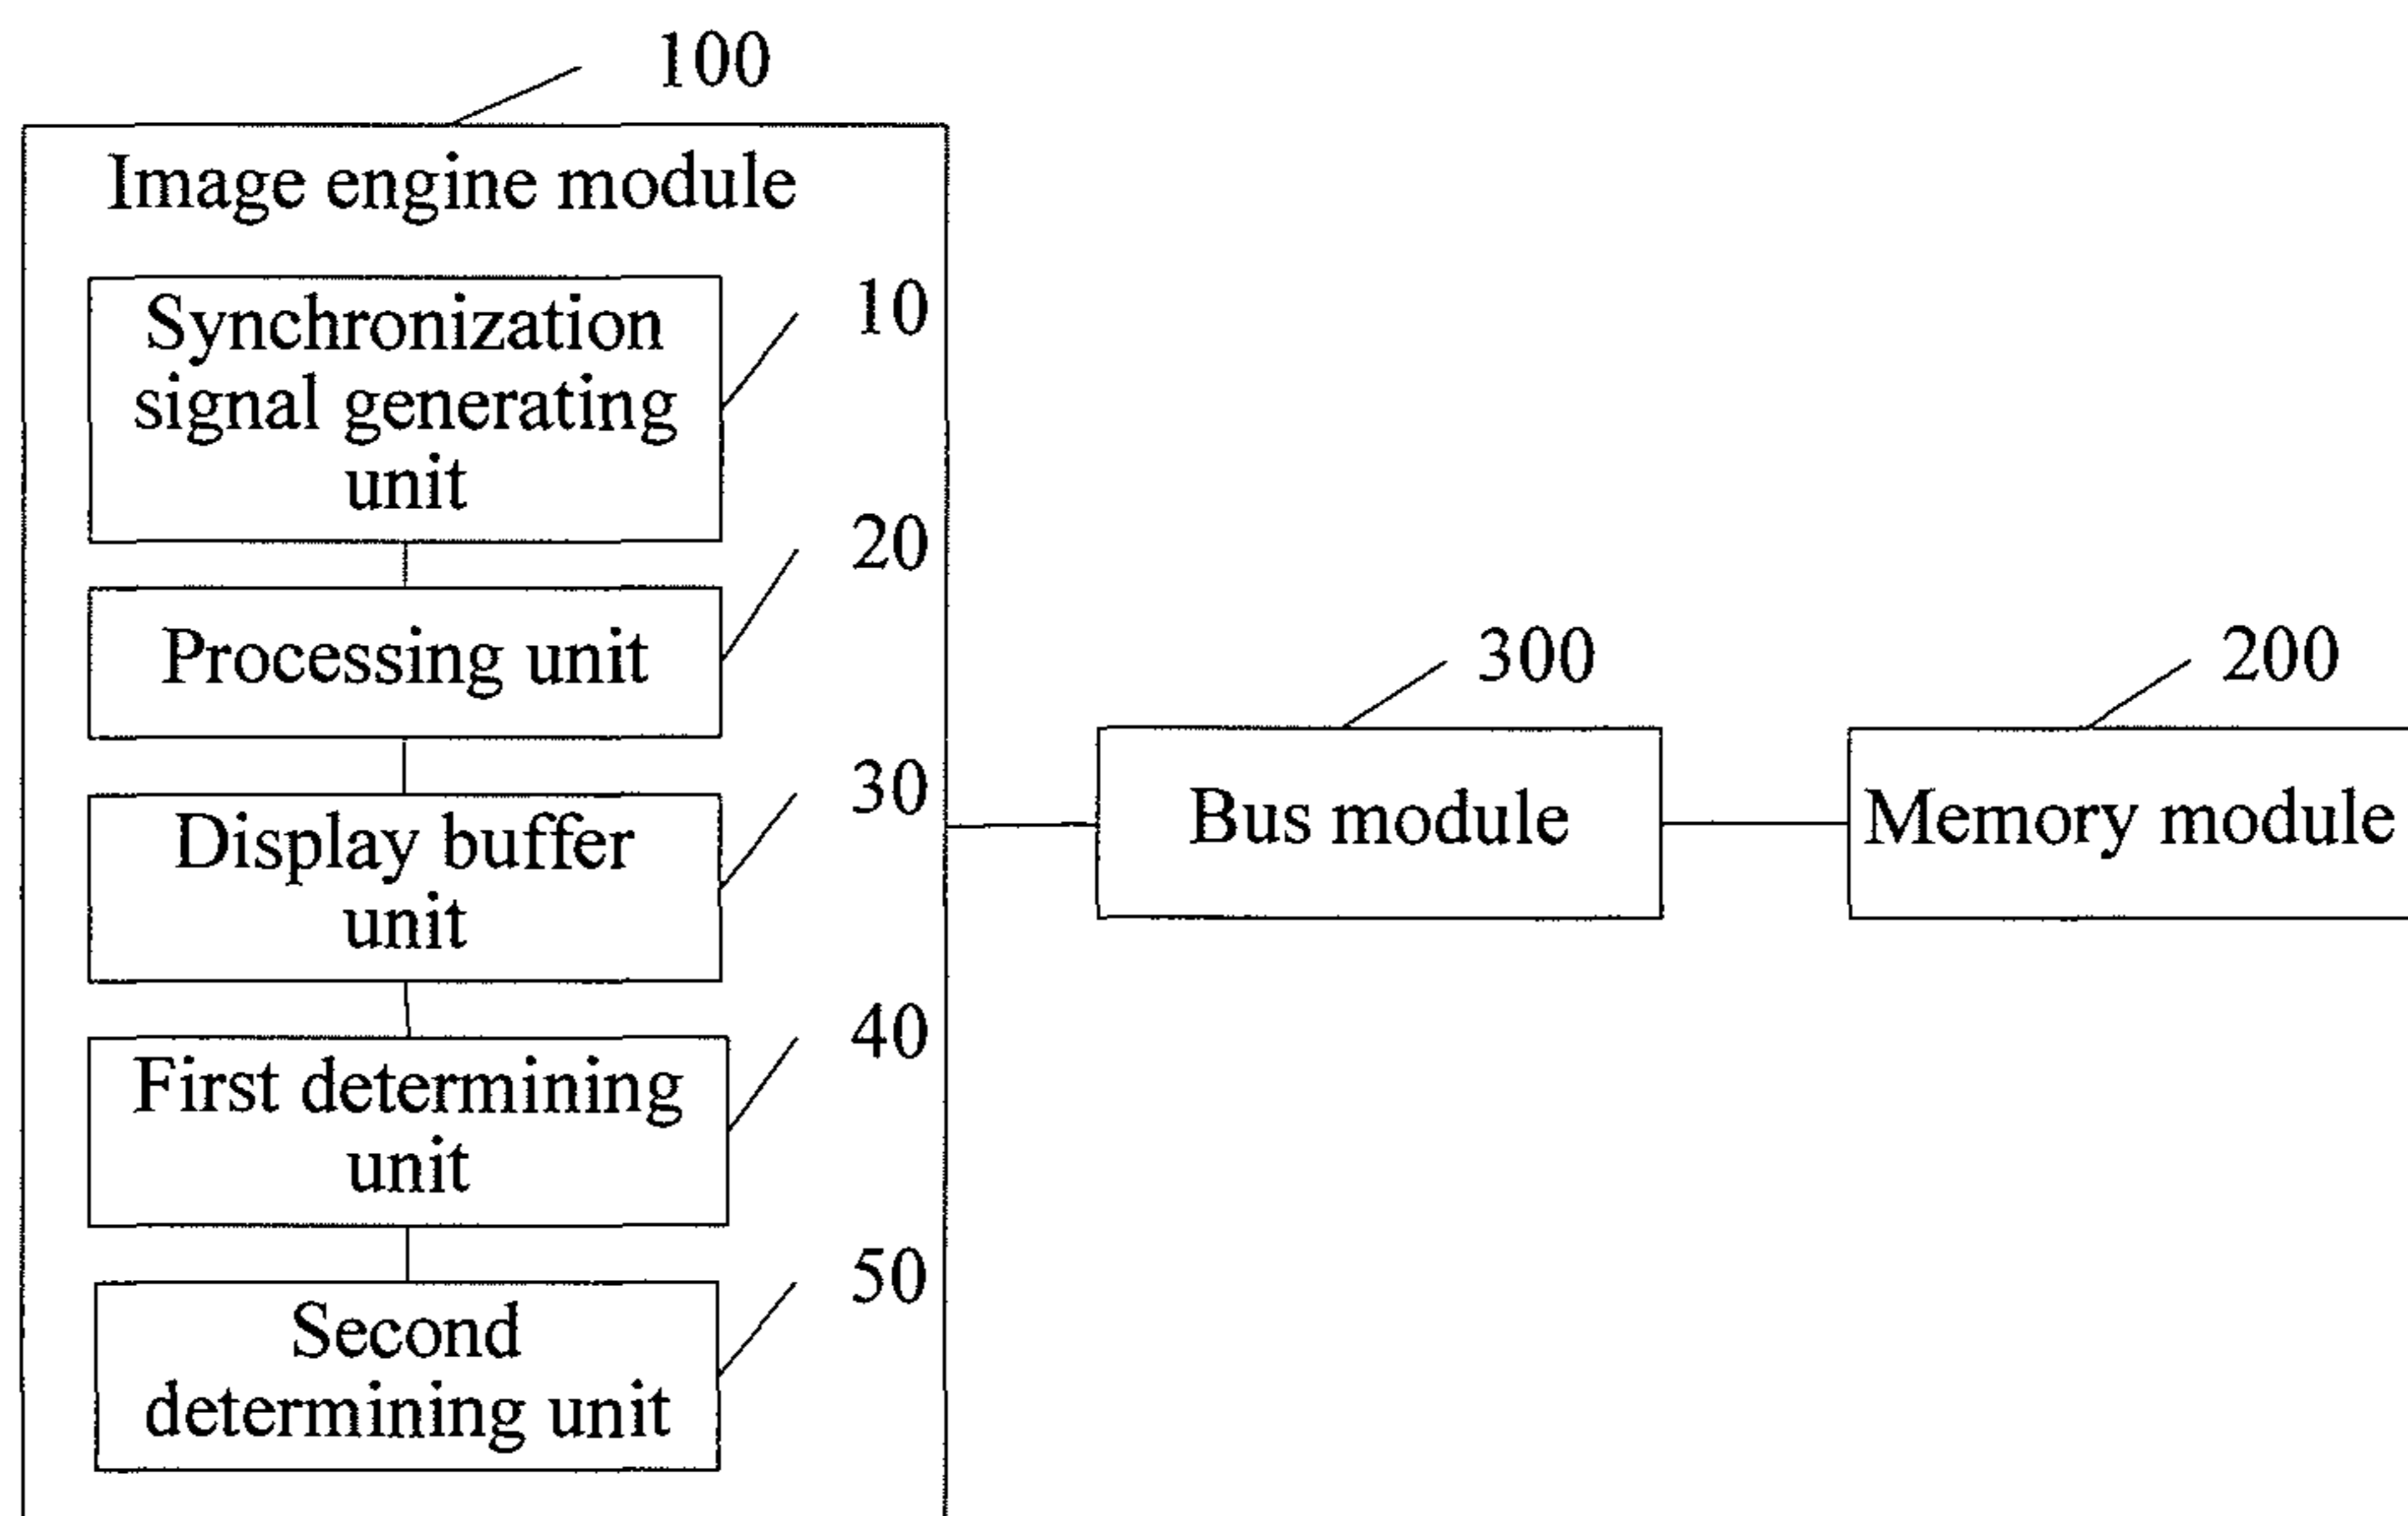 100
Image engine module
10
Synchronization
signal generating
unit
20
Processing unit
30
Display buffer
unit
40
First determining
unit
50
Second
determining unit
300
Bus module
200
Memory module